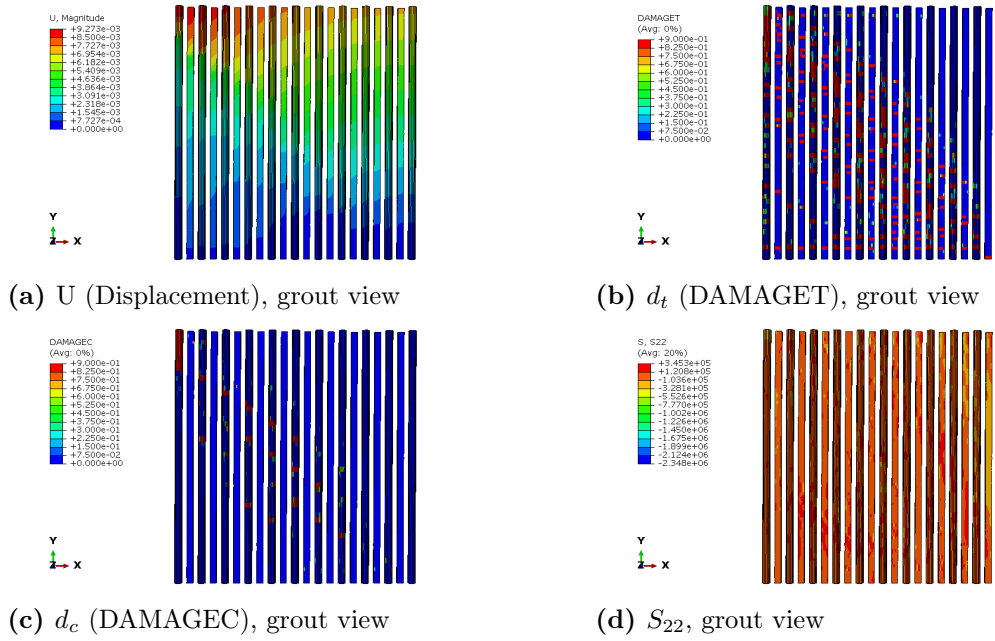 U, Magnitude
+9.273e-03
+8.500e-03
+7.727e-03
+6.954e-03
+6.182e-03
+5.409e-03
+4.636e-03
+3.864e-03
+3.091e-03
+2.318e-03
+1.545e-03
+7.727e-04
+0.000e+00
Y
Z X
(a) U (Displacement), grout view
DAMAGET
(Avg: 0%)
+9.000e-01
+8.250e-01
+7.500e-01
+6.750e-01
+6.000e-01
+5.250e-01
+4.500e-01
+3.750e-01
+3.000e-01
+2.250e-01
+1.500e-01
+7.500e-02
+0.000e+00
Y
Z X
(b) d_t (DAMAGET), grout view
DAMAGEC
(Avg: 0%)
+9.000e-01
+8.250e-01
+7.500e-01
+6.750e-01
+6.000e-01
+5.250e-01
+4.500e-01
+3.750e-01
+3.000e-01
+2.250e-01
+1.500e-01
+7.500e-02
+0.000e+00
Y
Z X
(c) d_c (DAMAGEC), grout view
S, S22
(Avg: 20%)
+3.453e+05
+1.208e+05
-1.036e+05
-3.281e+05
-5.526e+05
-7.770e+05
-1.002e+06
-1.226e+06
-1.450e+06
-1.675e+06
-1.899e+06
-2.124e+06
-2.348e+06
Y
Z X
(d) S_22, grout view